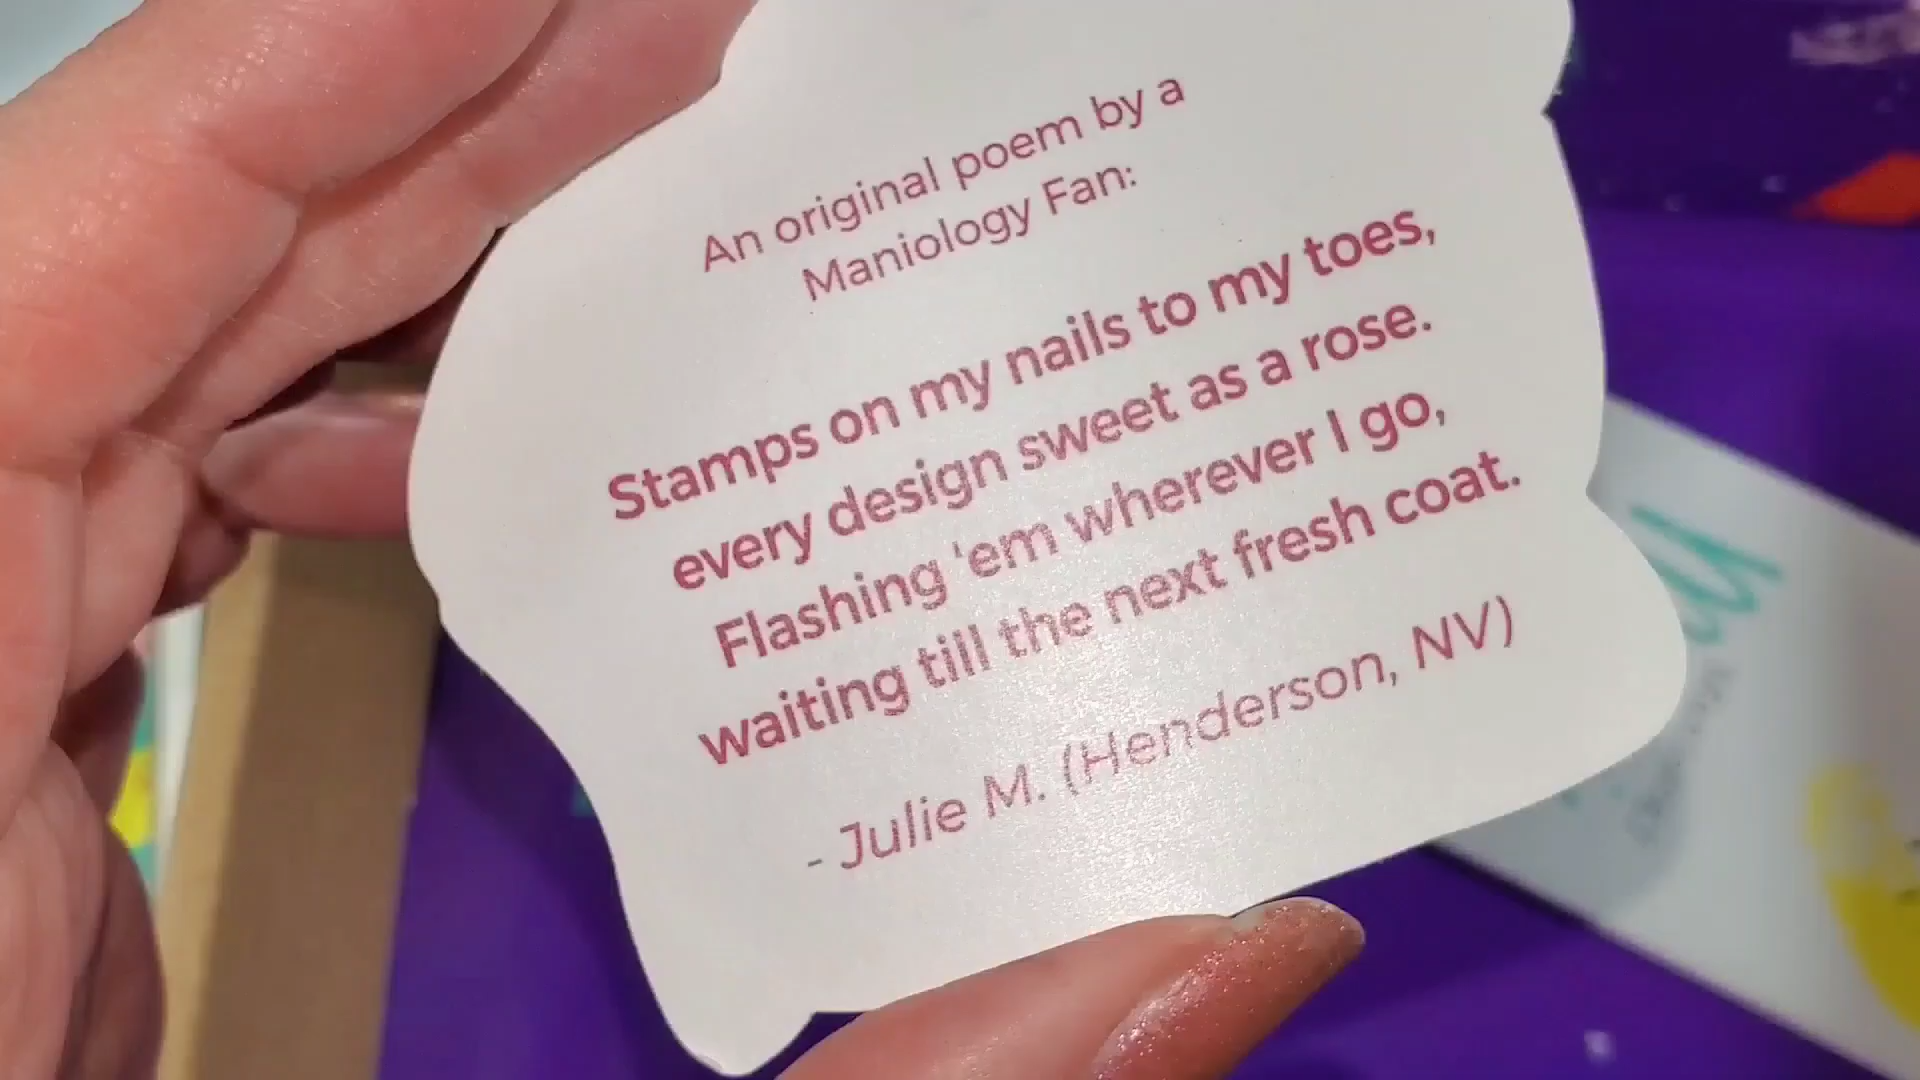 An original poem by a
Maniology Fan:
Stamps on my nails to my toes,
every design sweet as a rose.
Flashing 'em wherever I go,
waiting till the next fresh coat.
- Julie M. (Henderson, NV)